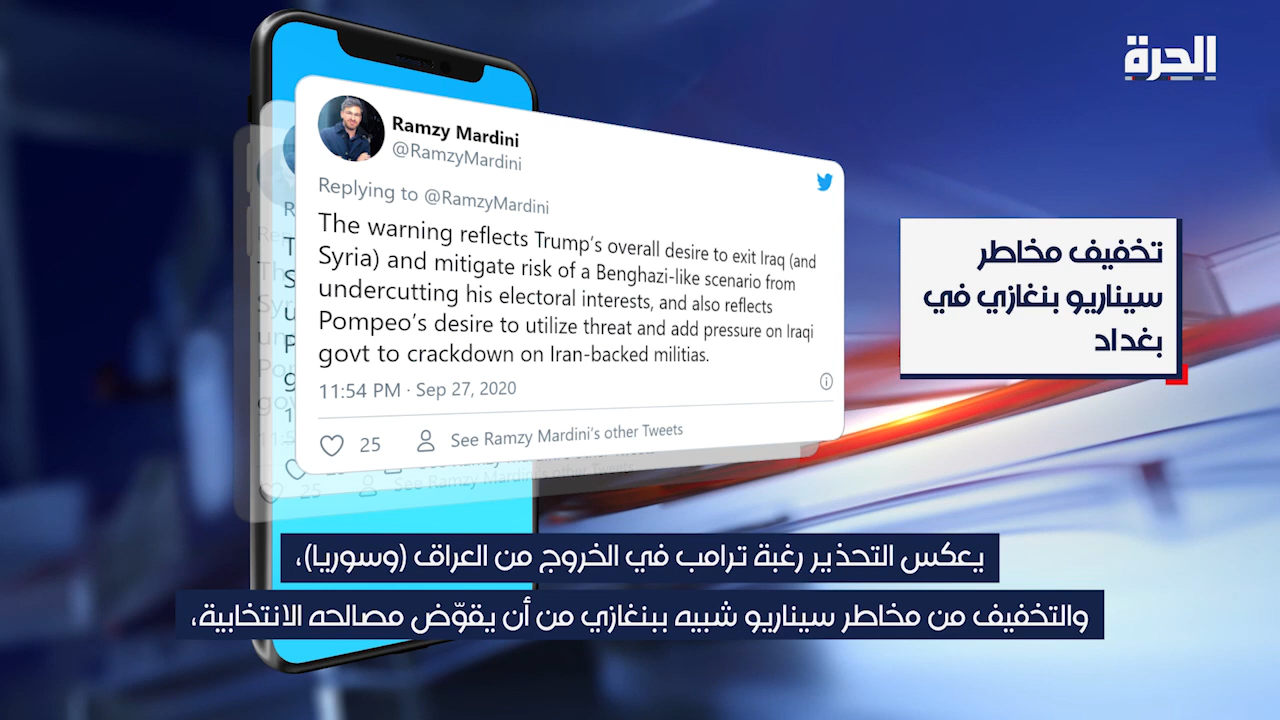 الحرة
Ramzy Mardini
@RamzyMardini
Replying to @RamzyMardini
The warning reflects Trump's overall desire to exit Iraq (and
Syria) and mitigate risk of a Benghazi-like scenario from
undercutting his electoral interests, and also reflects
Pompeo's desire to utilize threat and add pressure on Iraqi
govt to crackdown on Iran-backed militias.
11:54 PM · Sep 27, 2020
25
See Ramzy Mardini's other Tweets
تخفيف مخاطر
سيناريو بنغازي في
بغداد
يعكس التحذير رغبة ترامب في الخروج من العراق (وسوريا)،
والتخفيف من مخاطر سيناريو شبيه ببنغازي من أن يقوّض مصالحه الانتخابية،